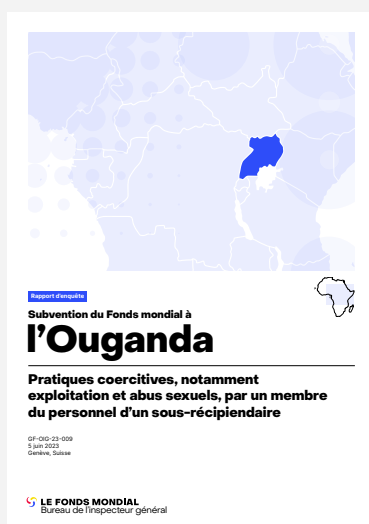 Rapport d'enquête
Subvention du Fonds mondial à
l'Ouganda
Pratiques coercitives, notamment
exploitation et abus sexuels, par un membre
du personnel d'un sous-récipiendaire
GF-OIG-23-009
5 juin 2023
Genève, Suisse
LE FONDS MONDIAL
Bureau de l'inspecteur général